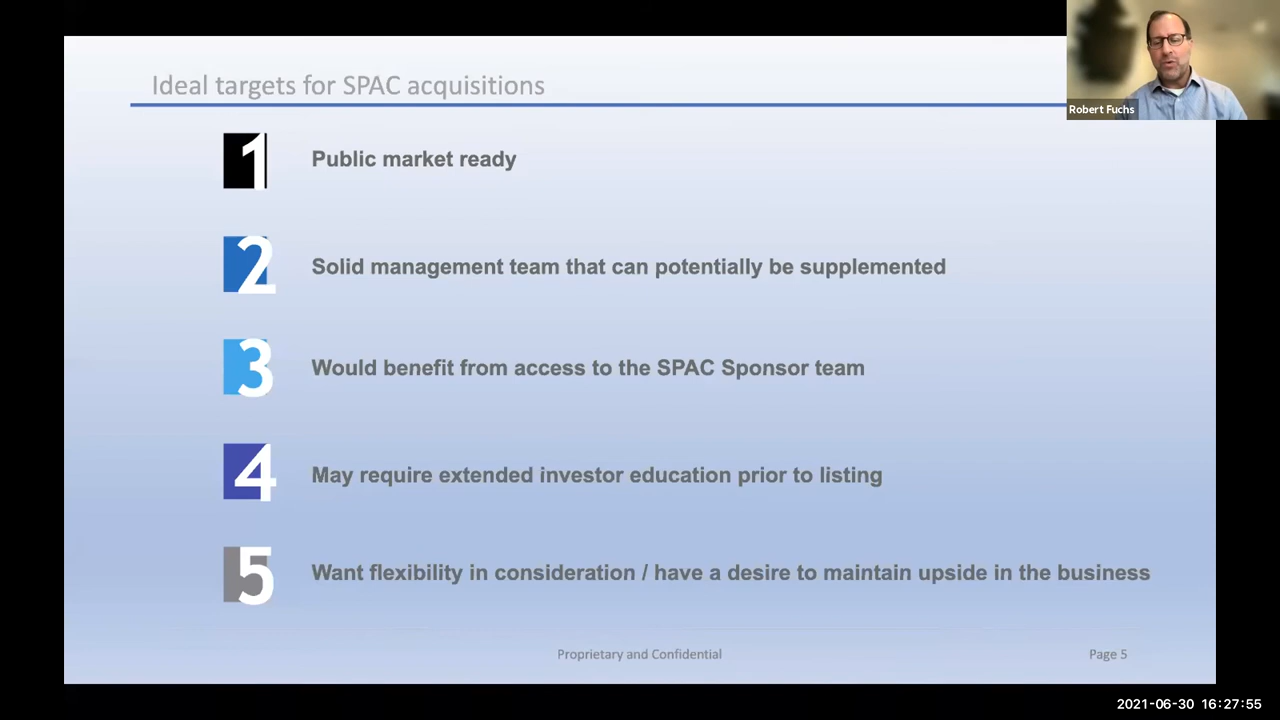 Ideal targets for SPAC acquisitions
Robert Fuchs
1 Public market ready
2 Solid management team that can potentially be supplemented
3 Would benefit from access to the SPAC Sponsor team
4 May require extended investor education prior to listing
5 Want flexibility in consideration / have a desire to maintain upside in the business
Proprietary and Confidential
Page 5
2021-06-30 16:27:55